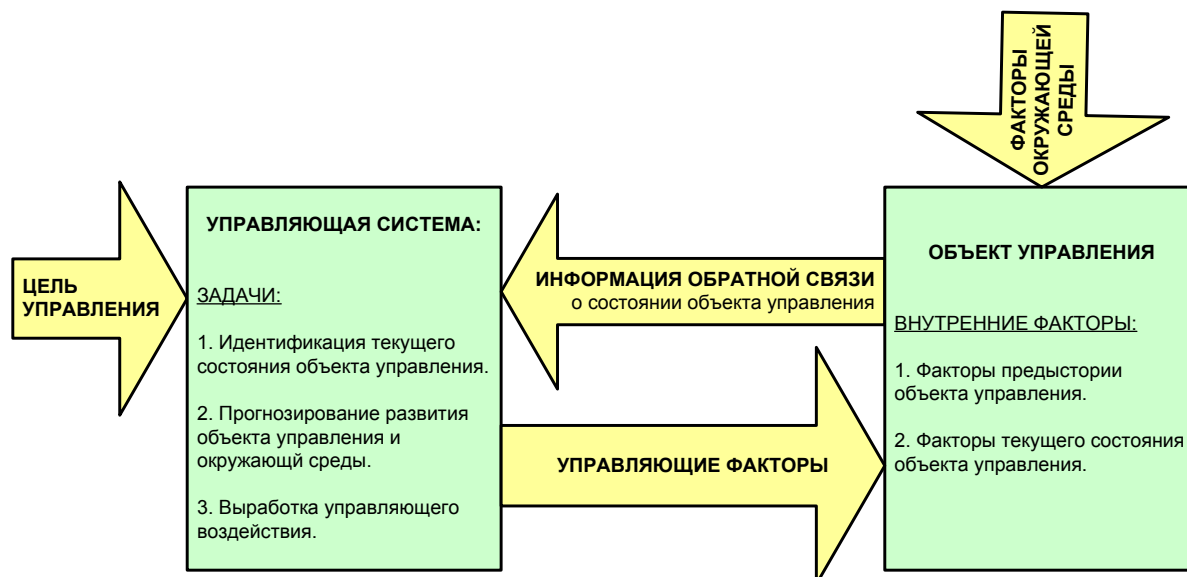 ФАКТОРЫ
ОКРУЖАЮЩЕЙ
СРЕДЫ
ЦЕЛЬ
УПРАВЛЕНИЯ
УПРАВЛЯЮЩАЯ СИСТЕМА:
ЗАДАЧИ:
1. Идентификация текущего
состояния объекта управления.
2. Прогнозирование развития
объекта управления и
окружающй среды.
3. Выработка управляющего
воздействия.
ИНФОРМАЦИЯ ОБРАТНОЙ СВЯЗИ
о состоянии объекта управления
УПРАВЛЯЮЩИЕ ФАКТОРЫ
ОБЪЕКТ УПРАВЛЕНИЯ
ВНУТРЕННИЕ ФАКТОРЫ:
1. Факторы предыстории
объекта управления.
2. Факторы текущего состояния
объекта управления.